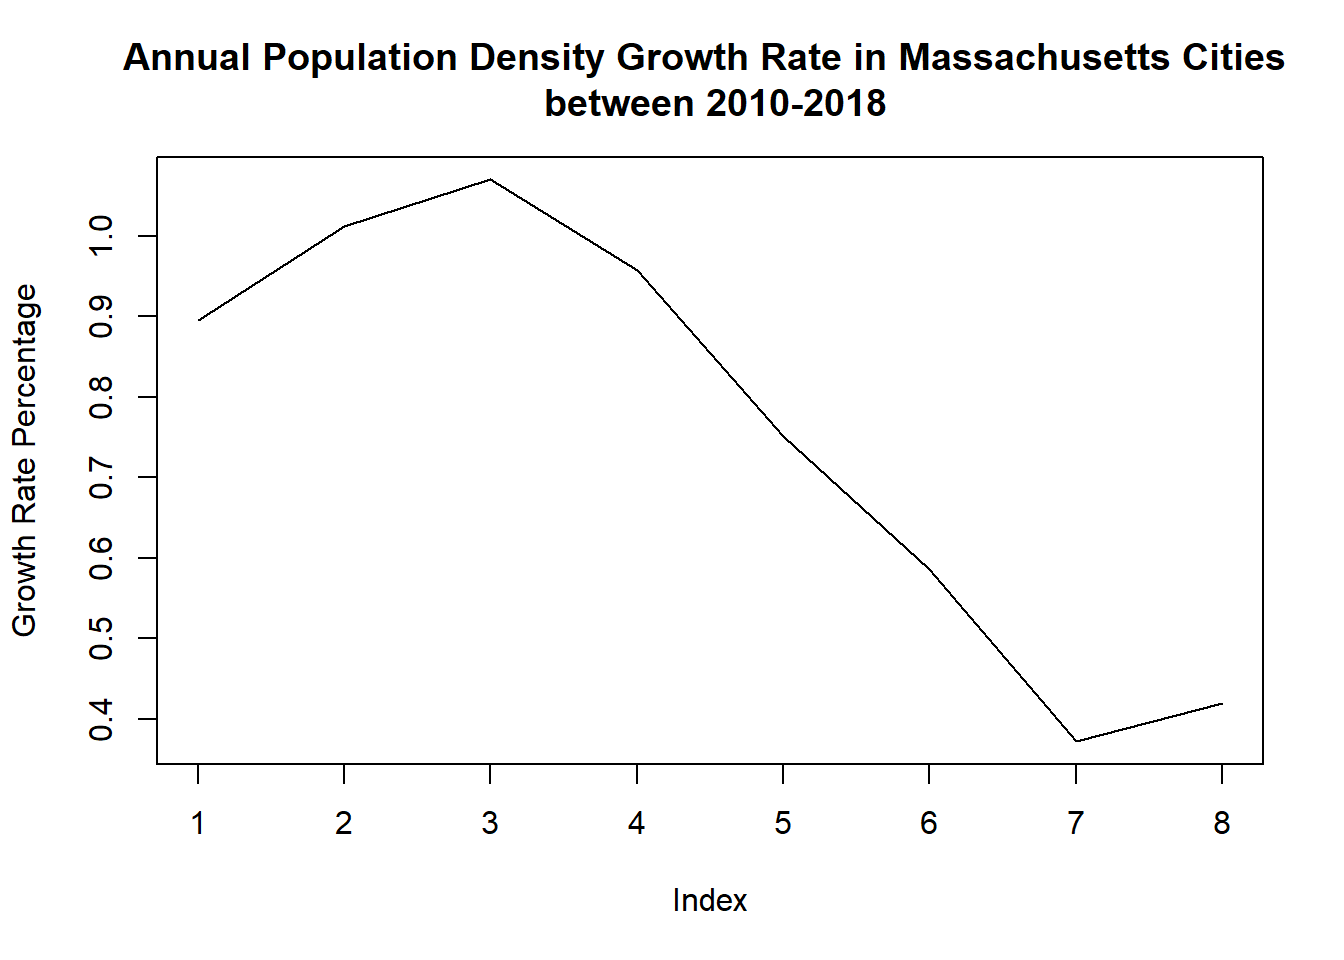 Annual Population Density Growth Rate in Massachusetts Cities
between 2010-2018
Growth Rate Percentage
1.0
0.9
0.8
0.7
0.6
0.5
0.4
1 2 3 4 5 6 7 8
Index